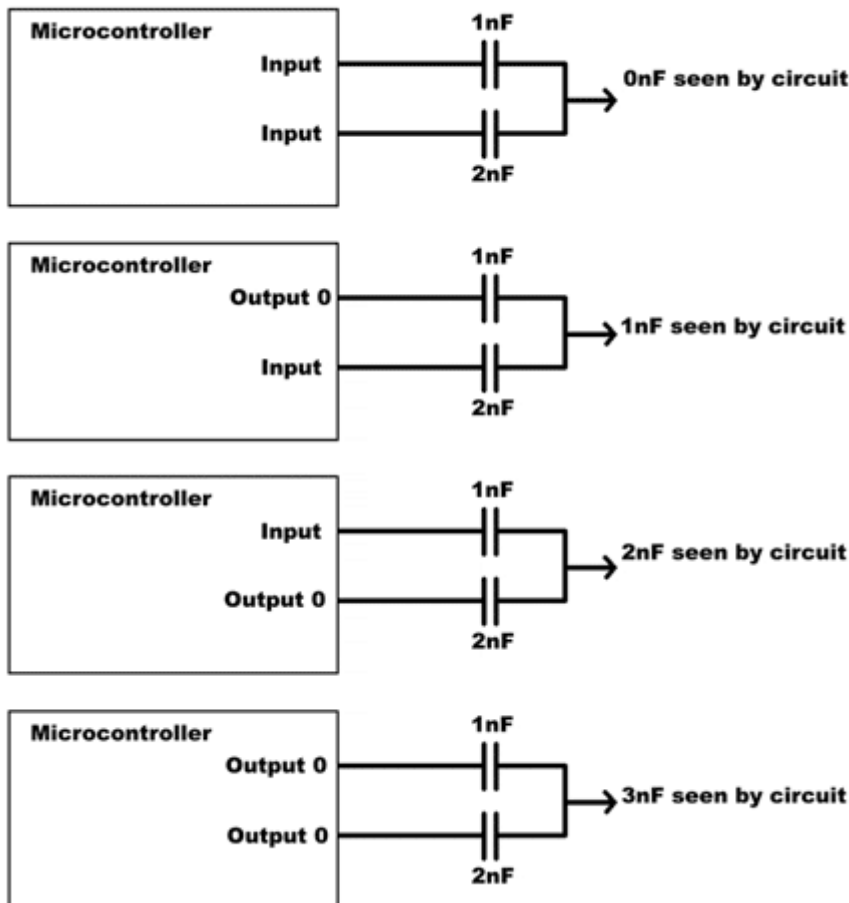 Microcontroller
1nF
Input
0nF seen by circuit
Input
2nF
Microcontroller
1nF
Output 0
1nF seen by circuit
Input
2nF
Microcontroller
1nF
Input
2nF seen by circuit
Output 0
2nF
Microcontroller
1nF
Output 0
3nF seen by circuit
Output 0
2nF